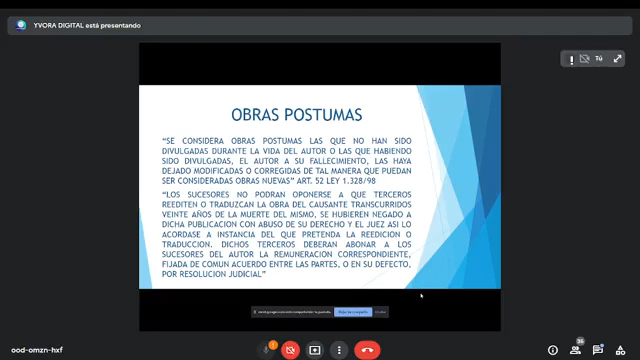 YVORA DIGITAL está presentando
Tú
OBRAS POSTUMAS
"SE CONSIDERA OBRAS POSTUMAS LAS QUE NO HAN SIDO
DIVULGADAS DURANTE LA VIDA DEL AUTOR O LAS QUE HABIENDO
SIDO DIVULGADAS, EL AUTOR A SU FALLECIMIENTO, LAS HAYA
DEJADO MODIFICADAS O CORREGIDAS DE TAL MANERA QUE PUEDAN
SER CONSIDERADAS OBRAS NUEVAS" ART. 52 LEY 1.328/98
"LOS SUCESORES NO PODRAN OPONERSE A QUE TERCEROS
REEDITEN O TRADUZCAN LA OBRA DEL CAUSANTE TRANSCURRIDOS
VEINTE AÑOS DE LA MUERTE DEL MISMO, SE HUBIEREN NEGADO A
DICHA PUBLICACION CON ABUSO DE SU DERECHO Y EL JUEZ ASI LO
ACORDASE A INSTANCIA DEL QUE PRETENDA LA REEDICION O
TRADUCCION. DICHOS TERCEROS DEBERAN ABONAR A LOS
SUCESORES DEL AUTOR LA REMUNERACION CORRESPONDIENTE,
FIJADA DE COMUN ACUERDO ENTRE LAS PARTES, O EN SU DEFECTO,
POR RESOLUCION JUDICIAL"
ood-omzn-hxf
36